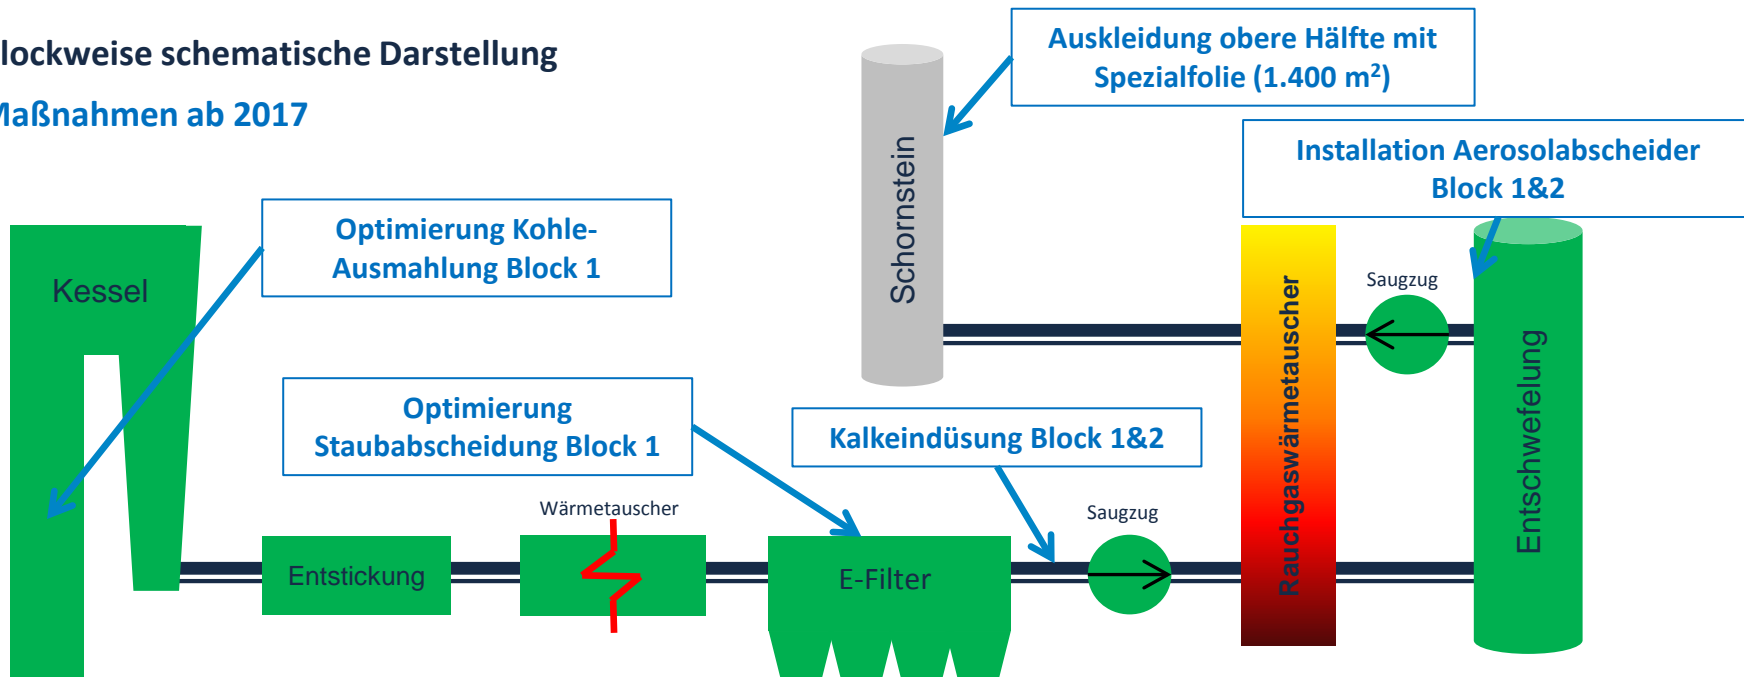 lockweise schematische Darstellung
Maßnahmen ab 2017
Auskleidung obere Hälfte mit
Spezialfolie (1.400 m²)
Installation Aerosolabscheider
Block 1&2
Optimierung Kohle-
Ausmahlung Block 1
Kessel
Schornstein
Rauchgaswärmetauscher
Saugzug
Entschwefelung
Optimierung
Staubabscheidung Block 1
Kalkeindüsung Block 1&2
Wärmetauscher
Saugzug
Entstickung
E-Filter